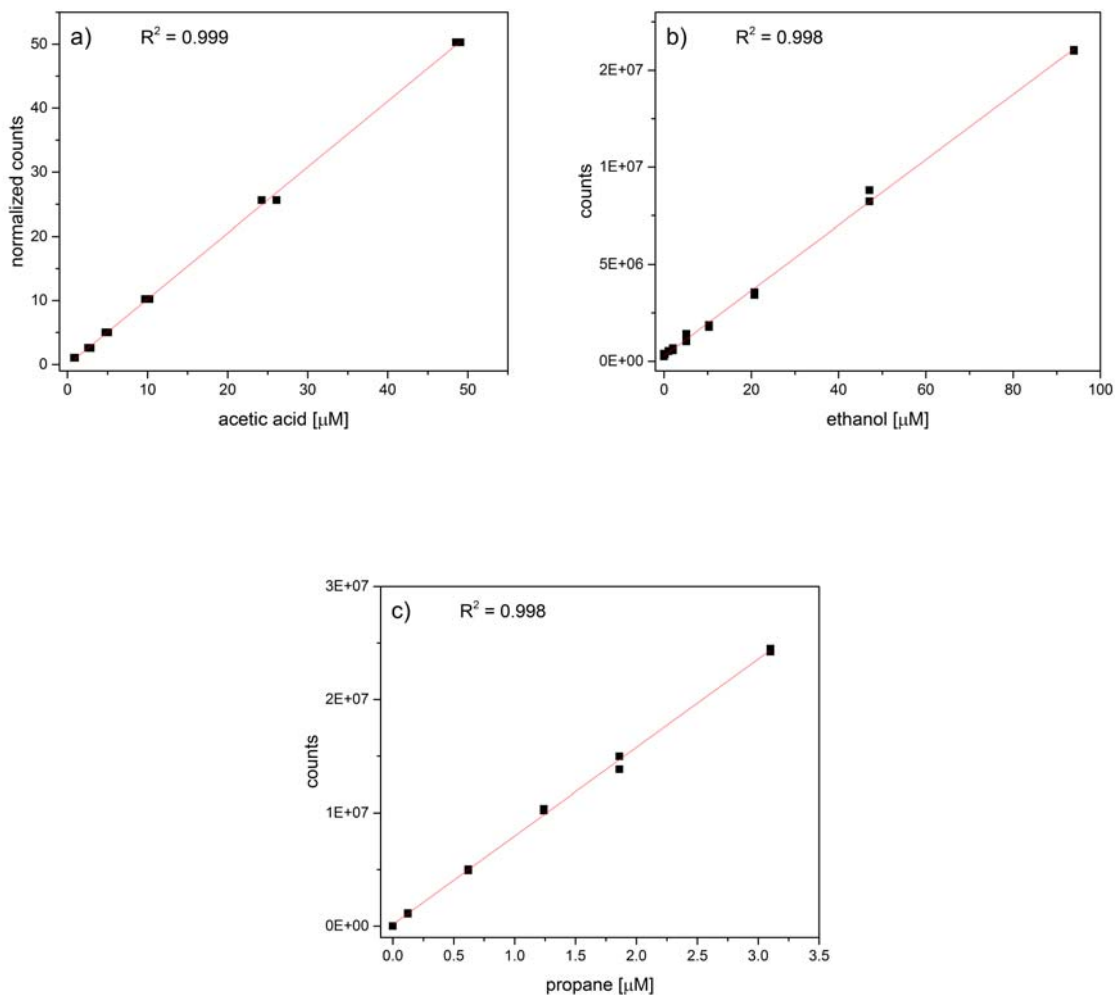 a) R² = 0.999
50
40
30
20
10
0
normalized counts
0 10 20 30 40 50
acetic acid [μM]
b) R² = 0.998
2E+07
1E+07
5E+06
0E+00
counts
0 20 40 60 80 100
ethanol [μM]
c) R² = 0.998
3E+07
2E+07
1E+07
0E+00
counts
0.0 0.5 1.0 1.5 2.0 2.5 3.0 3.5
propane [μM]